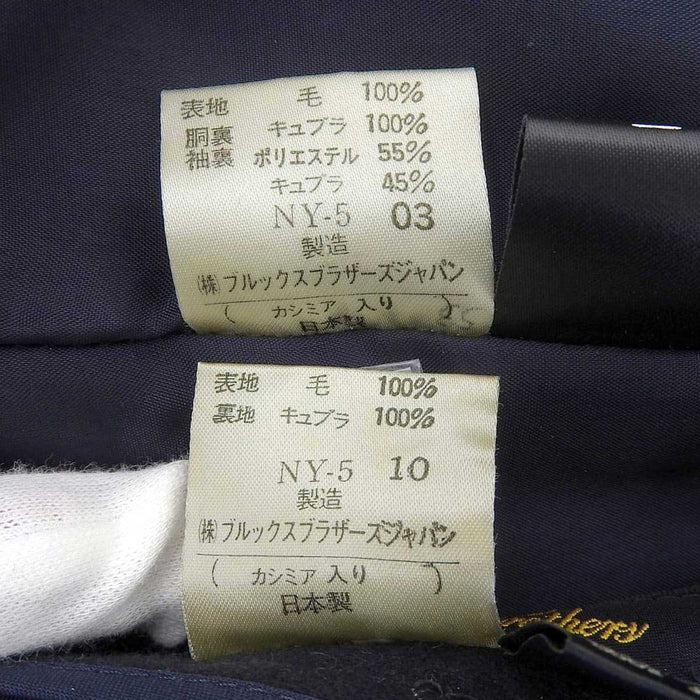 表地 毛 100%
胴裏 キュプラ 100%
袖裏 ポリエステル 55%
キュプラ 45%
NY-5 03
製造
㈱ブルックスブラザーズジャパン
( カシミア 入り )
日本製
表地 毛 100%
裏地 キュプラ 100%
NY-5 10
製造
㈱ブルックスブラザーズジャパン
( カシミア 入り )
日本製